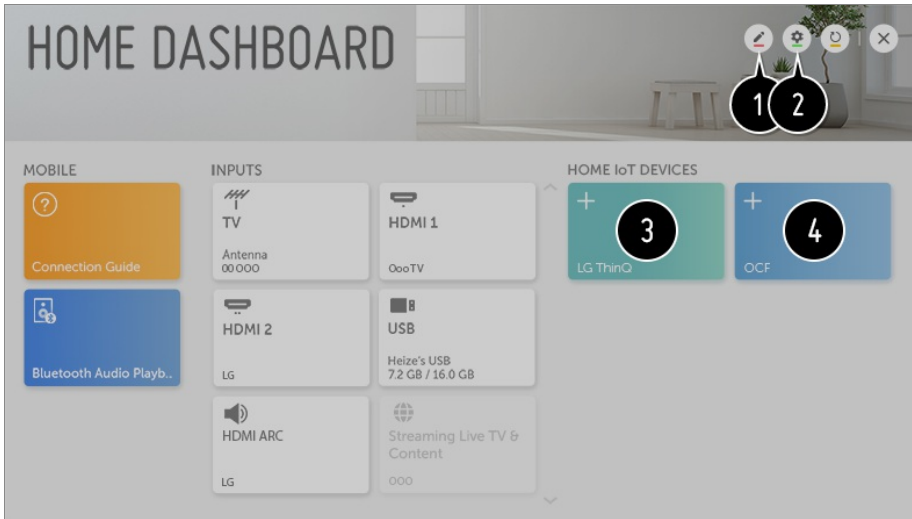 HOME DASHBOARD
1
2
MOBILE
INPUTS
HOME IoT DEVICES
Connection Guide
TV
Antenna
00 000
HDMI 1
OooTV
3
LG ThinQ
4
OCF
Bluetooth Audio Playb..
HDMI 2
LG
USB
Heize's USB
7.2 GB / 16.0 GB
HDMI ARC
LG
Streaming Live TV &
Content
000